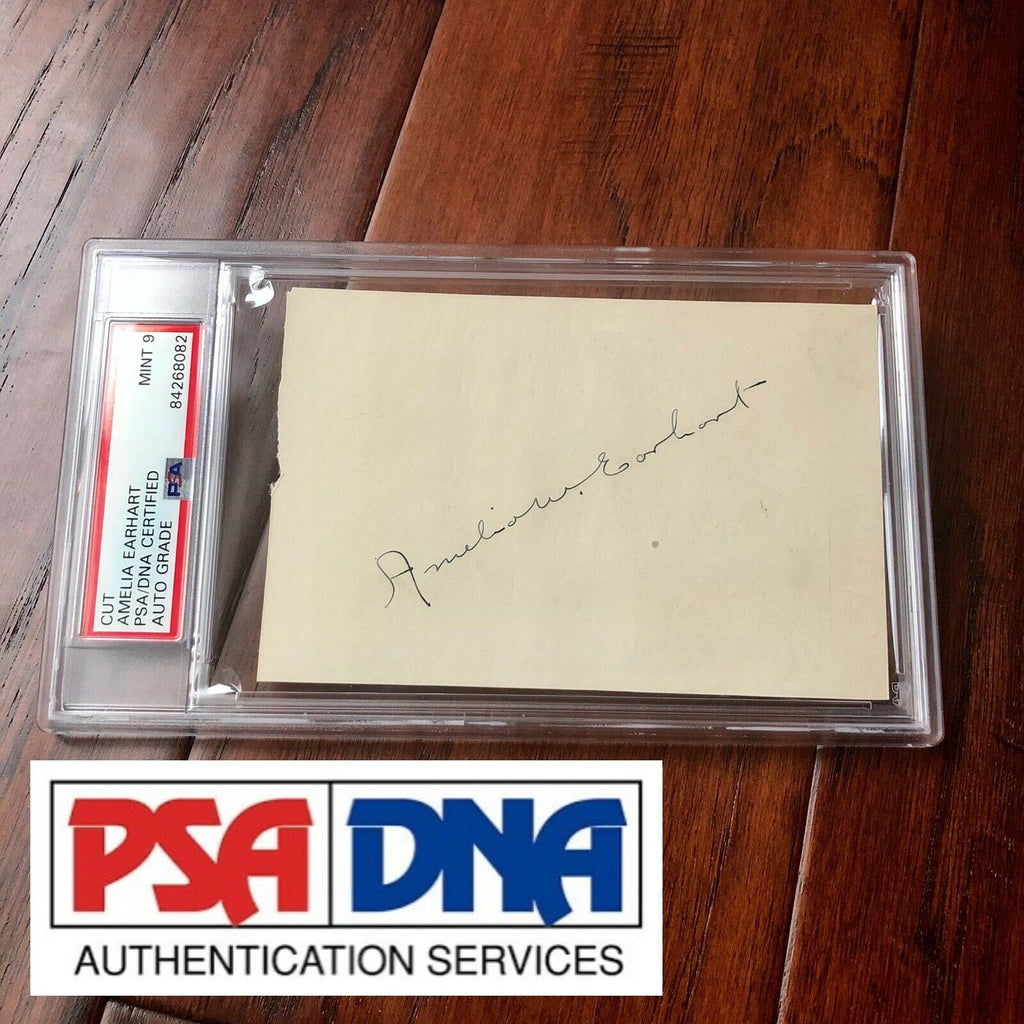 CUT
AMELIA EARHART
PSA/DNA CERTIFIED
AUTO GRADE
MINT 9
84268082
PSA
Amelia M. Earhart
PSA DNA
AUTHENTICATION SERVICES